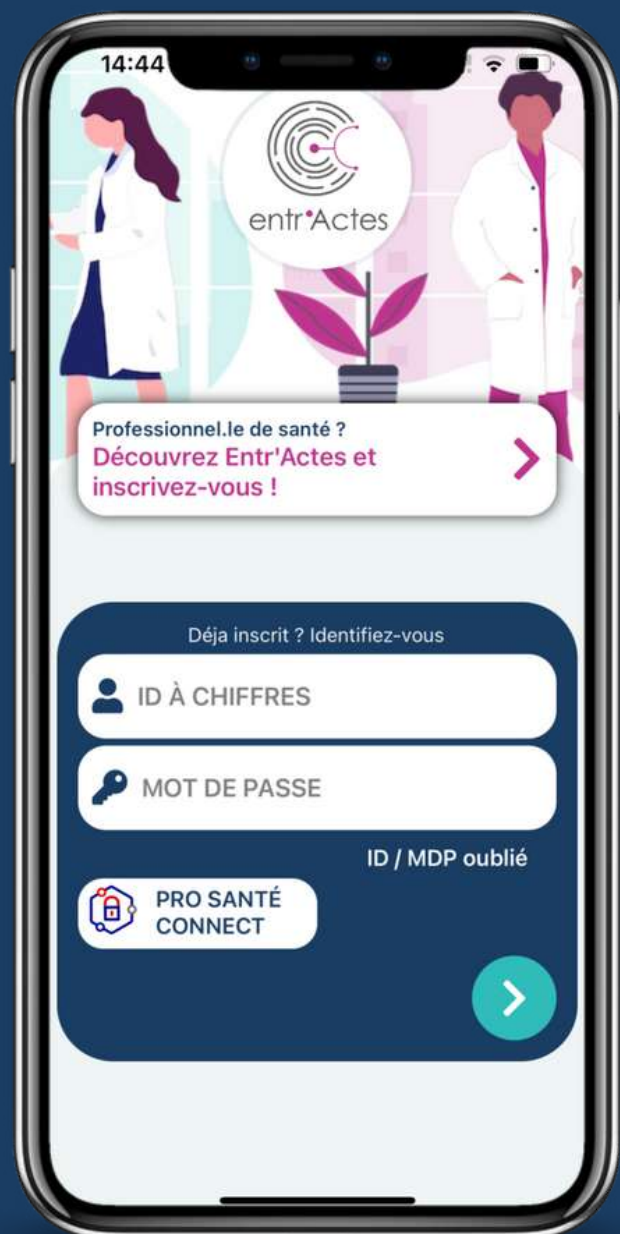 14:44
entr'Actes
Professionnel.le de santé ?
Découvrez Entr'Actes et
inscrivez-vous !
Déja inscrit ? Identifiez-vous
ID À CHIFFRES
MOT DE PASSE
ID / MDP oublié
PRO SANTÉ
CONNECT